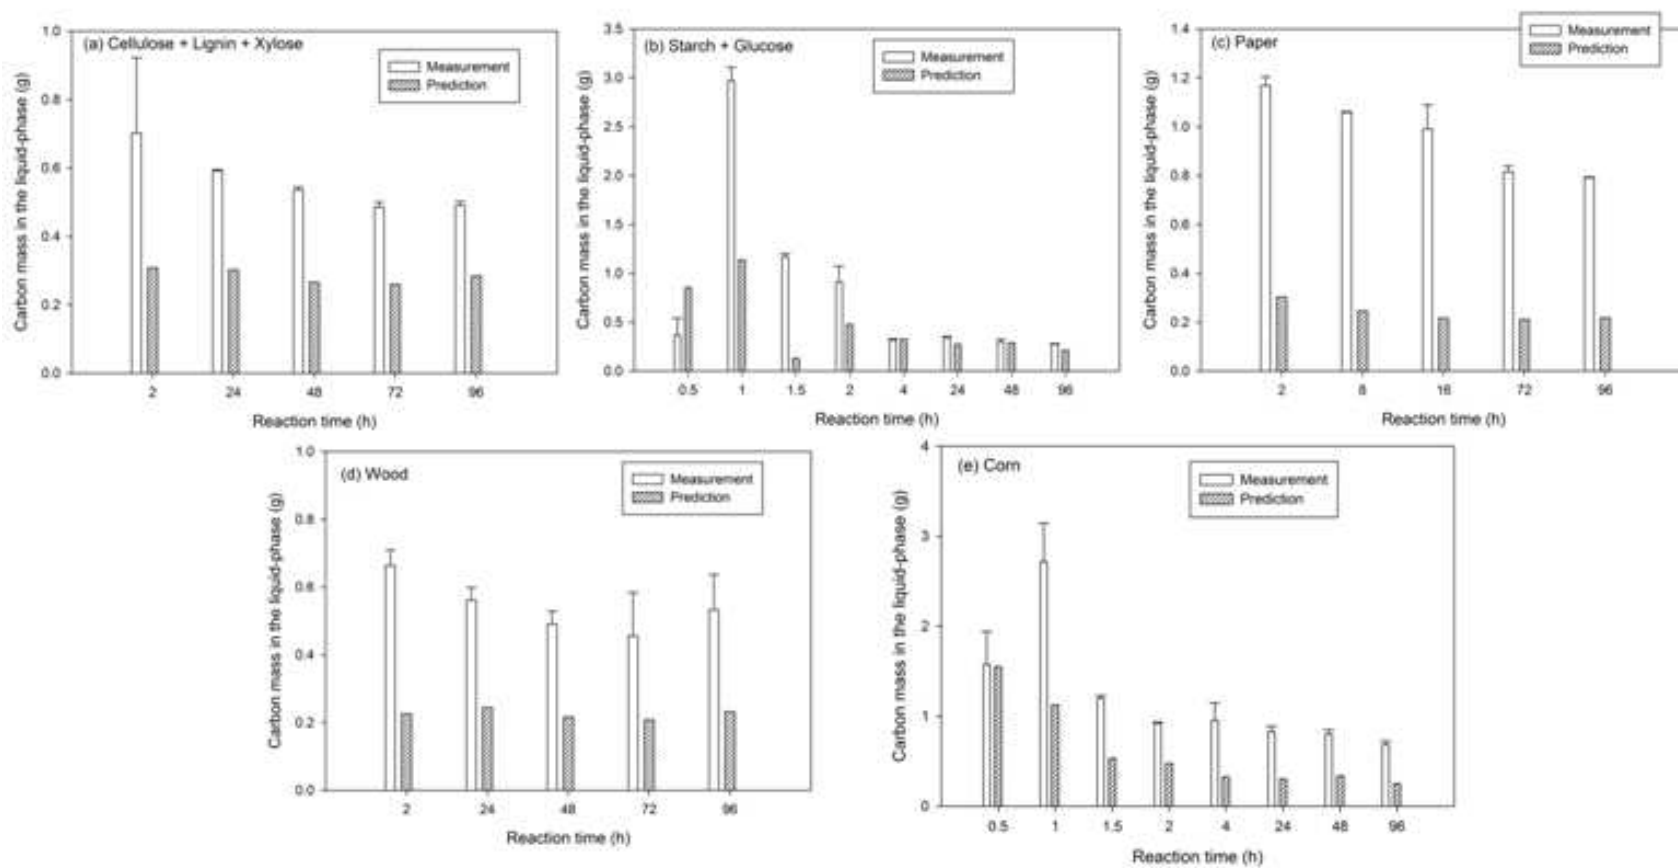 (a) Cellulose + Lignin + Xylose
Measurement
Prediction
Carbon mass in the liquid-phase (g)
1.0
0.8
0.6
0.4
0.2
0.0
2 24 48 72 96
Reaction time (h)
(b) Starch + Glucose
Measurement
Prediction
Carbon mass in the liquid-phase (g)
3.5
3.0
2.5
2.0
1.5
1.0
0.5
0.0
0.5 1 1.5 2 4 24 48 96
Reaction time (h)
(c) Paper
Measurement
Prediction
Carbon mass in the liquid-phase (g)
1.4
1.2
1.0
0.8
0.6
0.4
0.2
0.0
2 8 16 72 96
Reaction time (h)
(d) Wood
Measurement
Prediction
Carbon mass in the liquid-phase (g)
1.0
0.8
0.6
0.4
0.2
0.0
2 24 48 72 96
Reaction time (h)
(e) Corn
Measurement
Prediction
Carbon mass in the liquid-phase (g)
4
3
2
1
0
0.5 1 1.5 2 4 24 48 96
Reaction time (h)